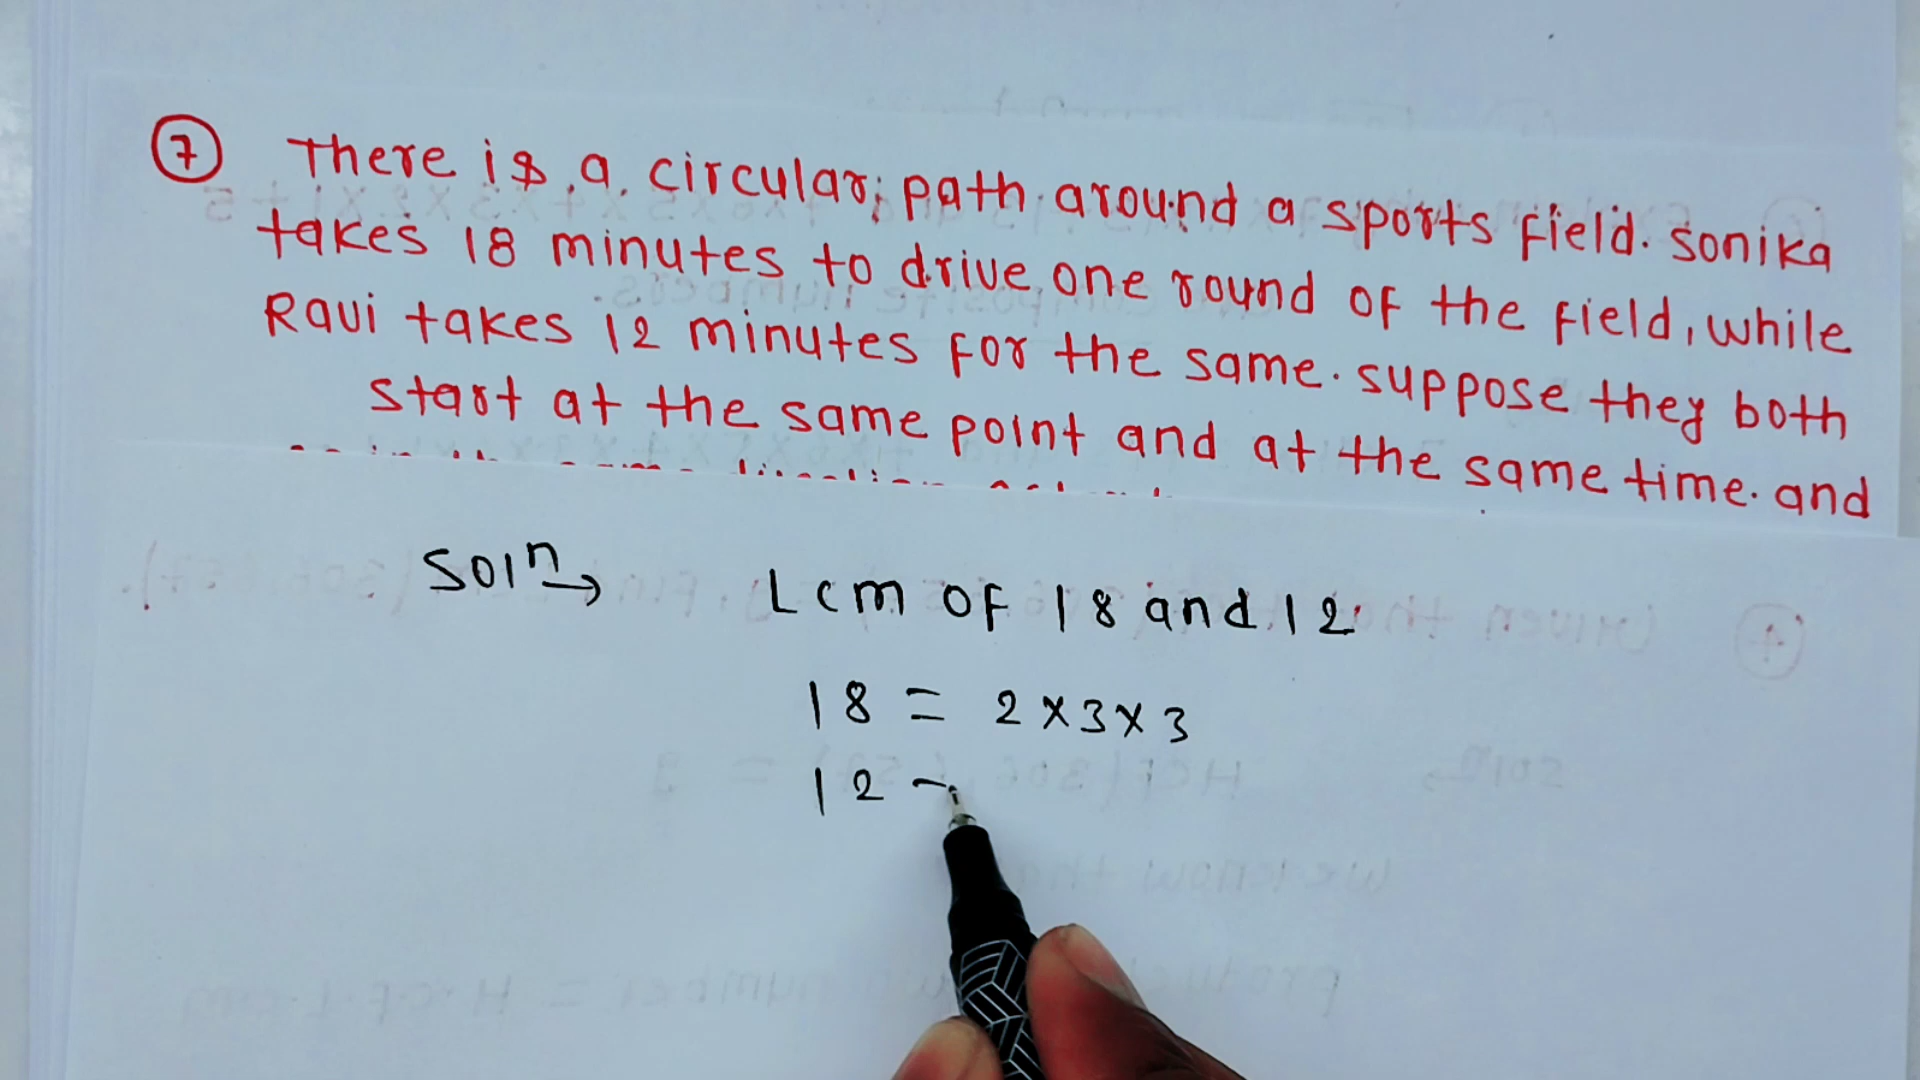 7 There is a circular path around a sports field. Sonika
takes 18 minutes to drive one round of the field, while
Ravi takes 12 minutes for the same. suppose they both
start at the same point and at the same time. and
Soln → Lcm OF 18 and 12
18 = 2 × 3 × 3
12